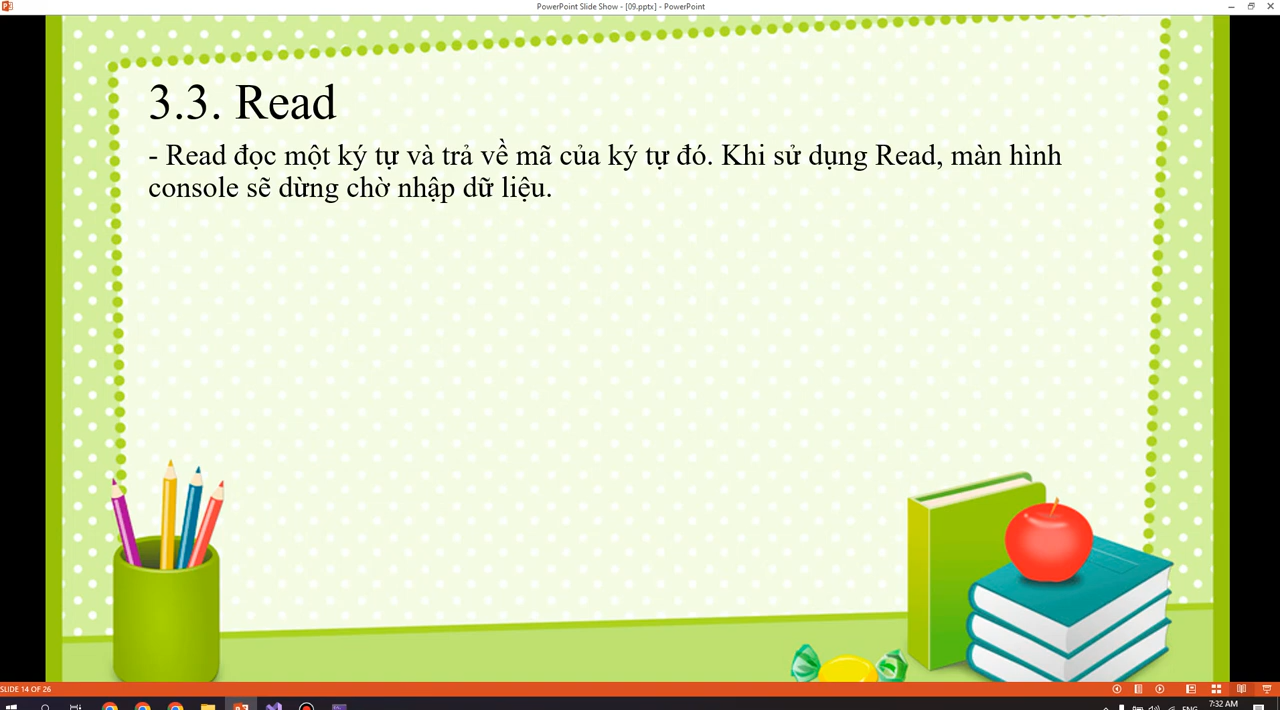 PowerPoint Slide Show - [09.pptx] - PowerPoint
3.3. Read
- Read đọc một ký tự và trả về mã của ký tự đó. Khi sử dụng Read, màn hình
console sẽ dừng chờ nhập dữ liệu.
SLIDE 14 OF 26
ENG
7:32 AM